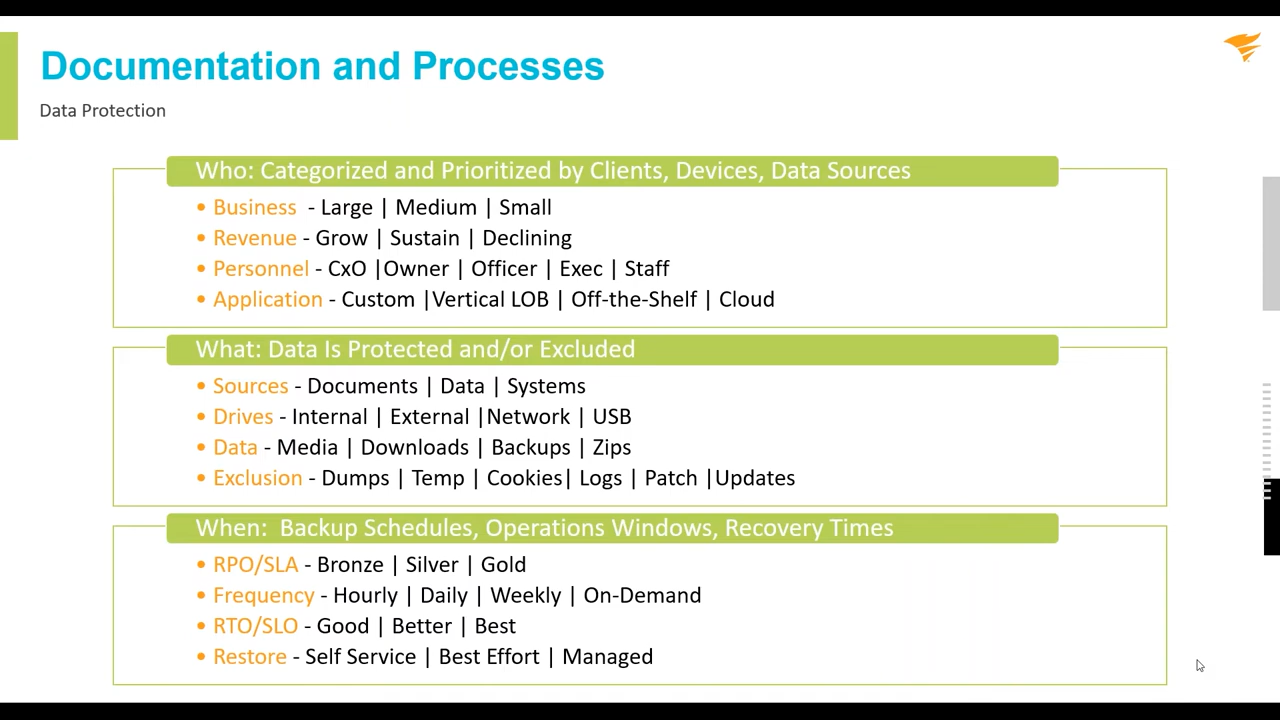 Documentation and Processes
Data Protection
Who: Categorized and Prioritized by Clients, Devices, Data Sources
• Business - Large | Medium | Small
• Revenue - Grow | Sustain | Declining
• Personnel - CxO |Owner | Officer | Exec | Staff
• Application - Custom |Vertical LOB | Off-the-Shelf | Cloud
What: Data Is Protected and/or Excluded
• Sources - Documents | Data | Systems
• Drives - Internal | External |Network | USB
• Data - Media | Downloads | Backups | Zips
• Exclusion - Dumps | Temp | Cookies| Logs | Patch |Updates
When: Backup Schedules, Operations Windows, Recovery Times
• RPO/SLA - Bronze | Silver | Gold
• Frequency - Hourly | Daily | Weekly | On-Demand
• RTO/SLO - Good | Better | Best
• Restore - Self Service | Best Effort | Managed